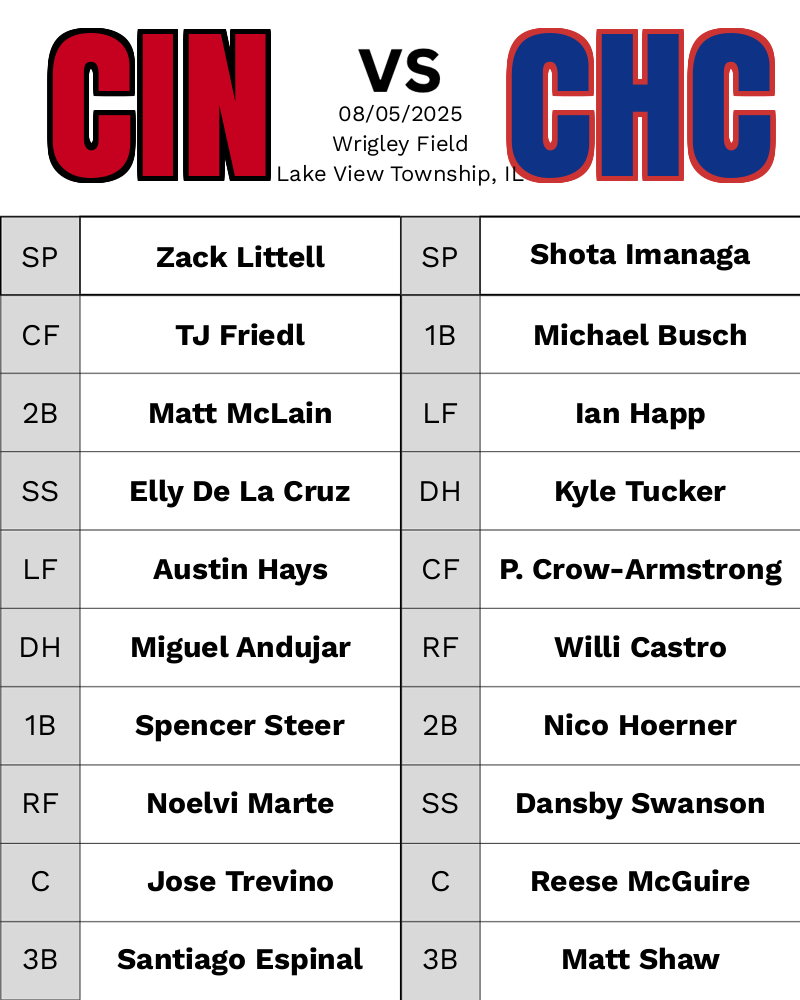 CIN VS CHC
08/05/2025
Wrigley Field
Lake View Township, IL
SP Zack Littell SP Shota Imanaga
CF TJ Friedl 1B Michael Busch
2B Matt McLain LF Ian Happ
SS Elly De La Cruz DH Kyle Tucker
LF Austin Hays CF P. Crow-Armstrong
DH Miguel Andujar RF Willi Castro
1B Spencer Steer 2B Nico Hoerner
RF Noelvi Marte SS Dansby Swanson
C Jose Trevino C Reese McGuire
3B Santiago Espinal 3B Matt Shaw